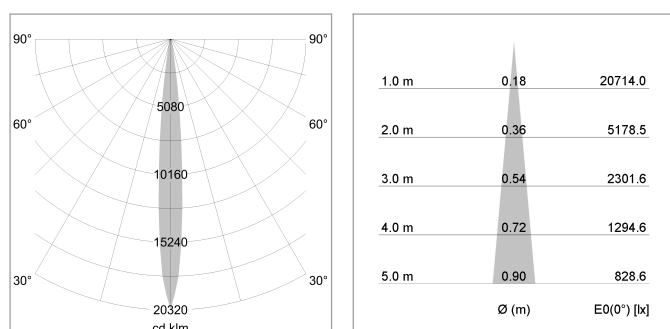 90° 90°
5080
60° 60°
10160
15240
30° 30°
20320
cd klm
1.0 m 0.18 20714.0
2.0 m 0.36 5178.5
3.0 m 0.54 2301.6
4.0 m 0.72 1294.6
5.0 m 0.90 828.6
Ø (m) E0(0°) [lx]